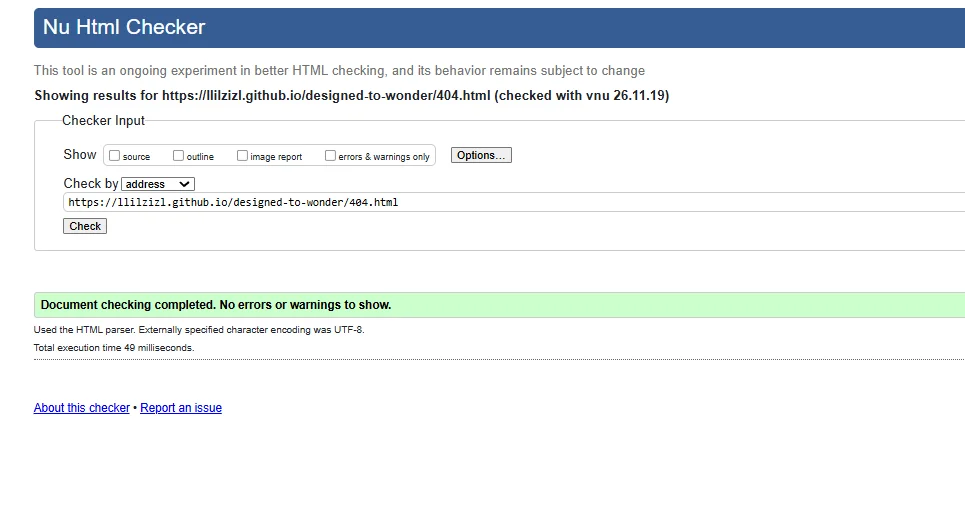 Nu Html Checker
This tool is an ongoing experiment in better HTML checking, and its behavior remains subject to change
Showing results for https://llilzizl.github.io/designed-to-wonder/404.html (checked with vnu 26.11.19)
Checker Input
Show source outline image report errors & warnings only Options...
Check by address
https://llilzizl.github.io/designed-to-wonder/404.html
Check
Document checking completed. No errors or warnings to show.
Used the HTML parser. Externally specified character encoding was UTF-8.
Total execution time 49 milliseconds.
About this checker • Report an issue